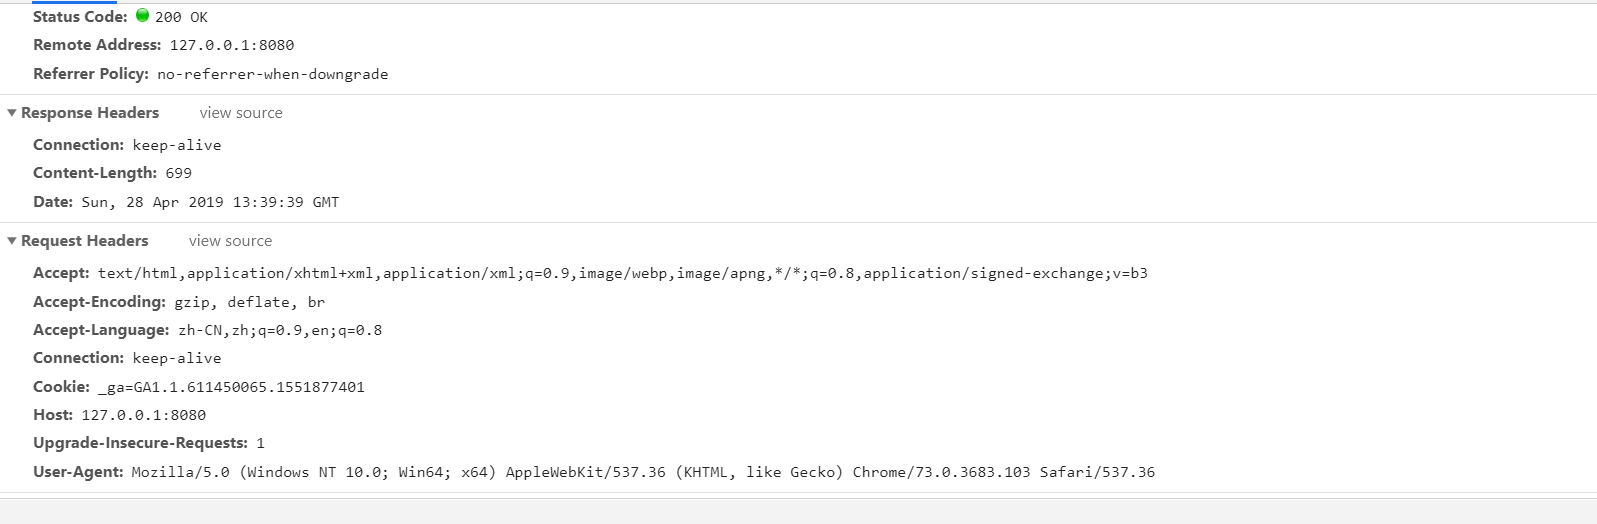 Status Code: 200 OK
Remote Address: 127.0.0.1:8080
Referrer Policy: no-referrer-when-downgrade
Response Headers view source
Connection: keep-alive
Content-Length: 699
Date: Sun, 28 Apr 2019 13:39:39 GMT
Request Headers view source
Accept: text/html,application/xhtml+xml,application/xml;q=0.9,image/webp,image/apng,*/*;q=0.8,application/signed-exchange;v=b3
Accept-Encoding: gzip, deflate, br
Accept-Language: zh-CN,zh;q=0.9,en;q=0.8
Connection: keep-alive
Cookie: _ga=GA1.1.611450065.1551877401
Host: 127.0.0.1:8080
Upgrade-Insecure-Requests: 1
User-Agent: Mozilla/5.0 (Windows NT 10.0; Win64; x64) AppleWebKit/537.36 (KHTML, like Gecko) Chrome/73.0.3683.103 Safari/537.36